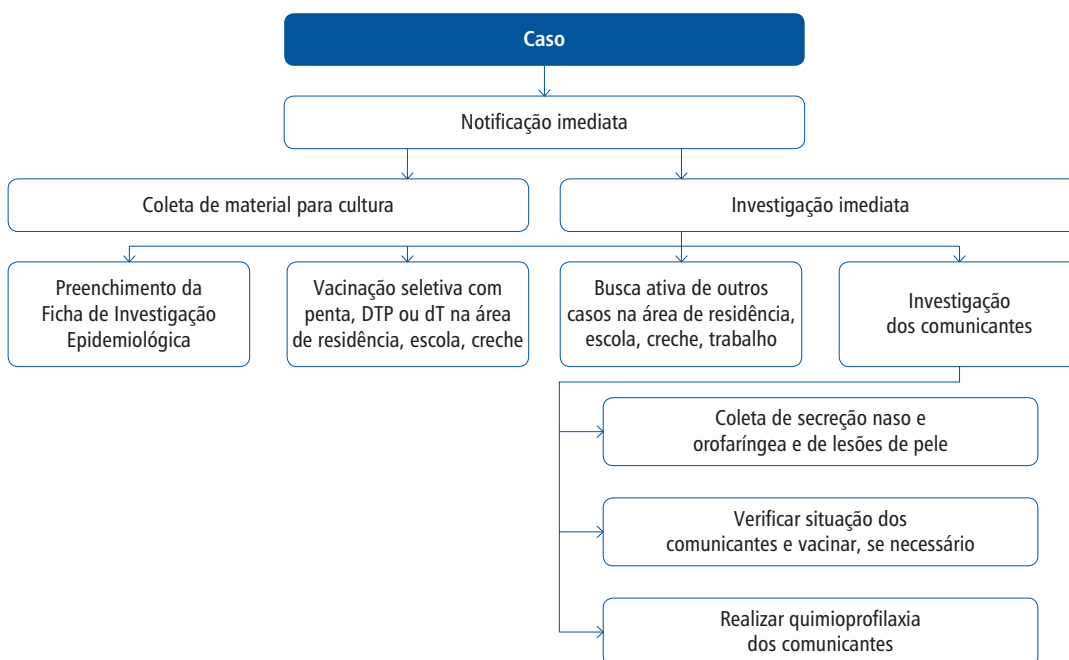 Caso
Notificação imediata
Coleta de material para cultura
Investigação imediata
Preenchimento da
Ficha de Investigação
Epidemiológica
Vacinação seletiva com
penta, DTP ou dT na área
de residência, escola, creche
Busca ativa de outros
casos na área de residência,
escola, creche, trabalho
Investigação
dos comunicantes
Coleta de secreção naso e
orofaríngea e de lesões de pele
Verificar situação dos
comunicantes e vacinar, se necessário
Realizar quimioprofilaxia
dos comunicantes